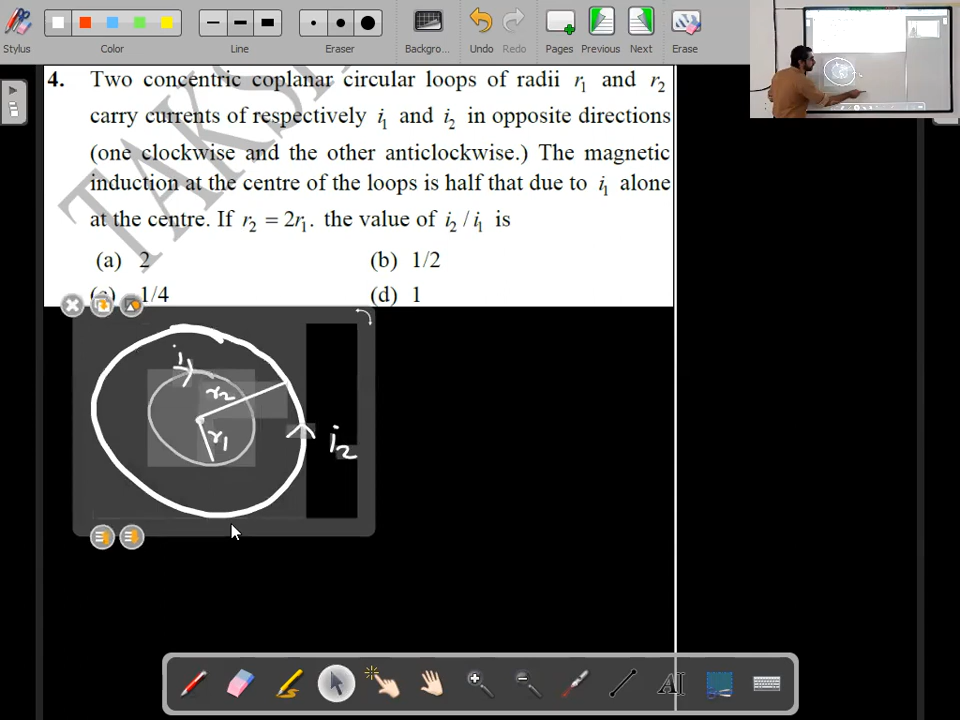 Stylus
Color
Line
Eraser
Backgro...
Undo
Redo
Pages
Previous
Next
Erase
4. Two concentric coplanar circular loops of radii r₁ and r₂
carry currents of respectively i₁ and i₂ in opposite directions
(one clockwise and the other anticlockwise.) The magnetic
induction at the centre of the loops is half that due to i₁ alone
at the centre. If r₂ = 2r₁. the value of i₂ / i₁ is
(a) 2 (b) 1/2
(c) 1/4 (d) 1
i₁
r₂
r₁
i₂